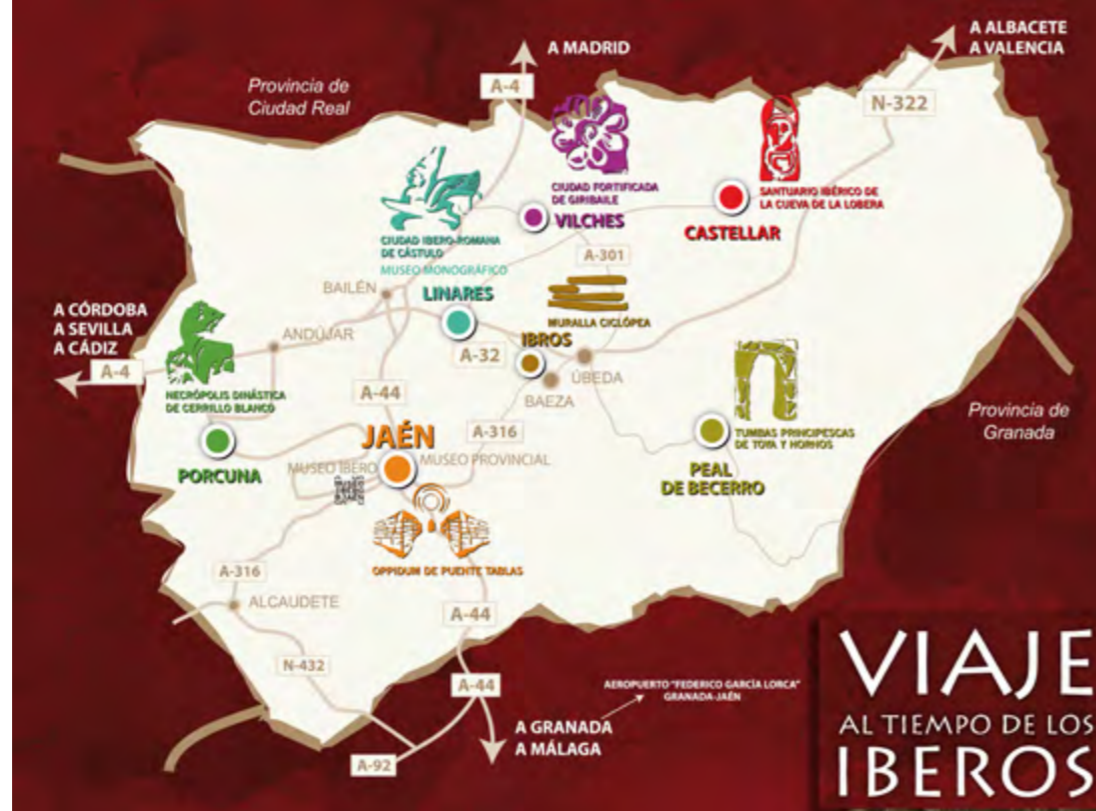 A ALBACETE
A VALENCIA
A MADRID
Provincia de
Ciudad Real
A-4
N-322
CIUDAD FORTIFICADA
DE GIRIBAILE
VILCHES
SANTUARIO IBÉRICO DE
LA CUEVA DE LA LOBERA
CASTELLAR
CIUDAD IBERO-ROMANA
DE CÁSTULO
MUSEO MONOGRÁFICO
LINARES
A-301
BAILÉN
MURALLA CICLÓPEA
IBROS
A CÓRDOBA
A SEVILLA
A CÁDIZ
A-4
ANDÚJAR
A-32
ÚBEDA
BAEZA
NECRÓPOLIS DINÁSTICA
DE CERRILLO BLANCO
PORCUNA
A-44
JAÉN
A-316
MUSEO IBERO
MUSEO PROVINCIAL
TUMBAS PRINCIPESCAS
DE TOYA Y HORNOS
PEAL
DE BECERRO
Provincia de
Granada
OPPIDUM DE PUENTE TABLAS
A-316
ALCAUDETE
A-44
N-432
A-44
AEROPUERTO "FEDERICO GARCÍA LORCA"
GRANADA-JAÉN
A GRANADA
A MÁLAGA
A-92
VIAJE
AL TIEMPO DE LOS
IBEROS